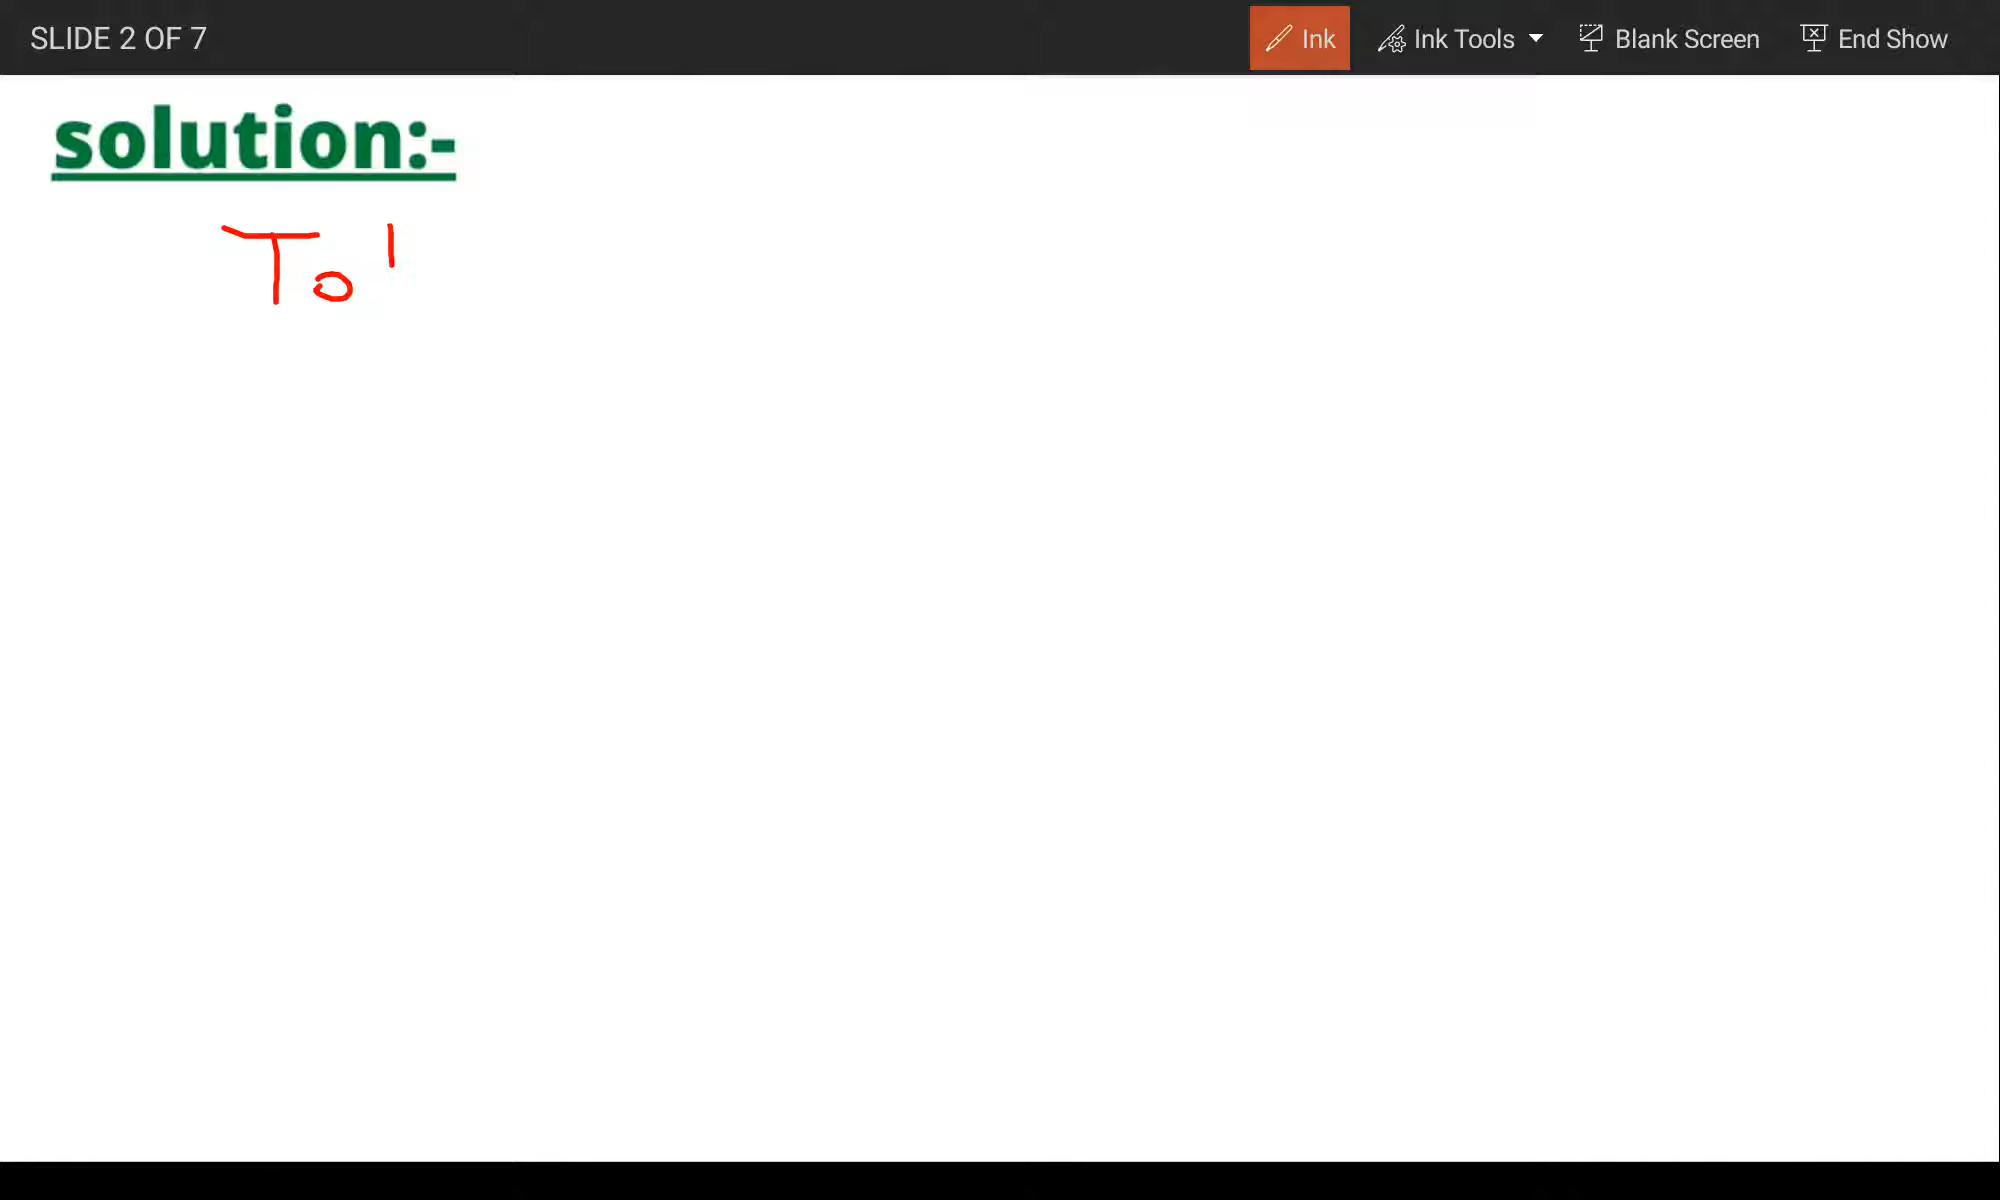 SLIDE 2 OF 7
Ink
Ink Tools
Blank Screen
End Show
solution:-
To